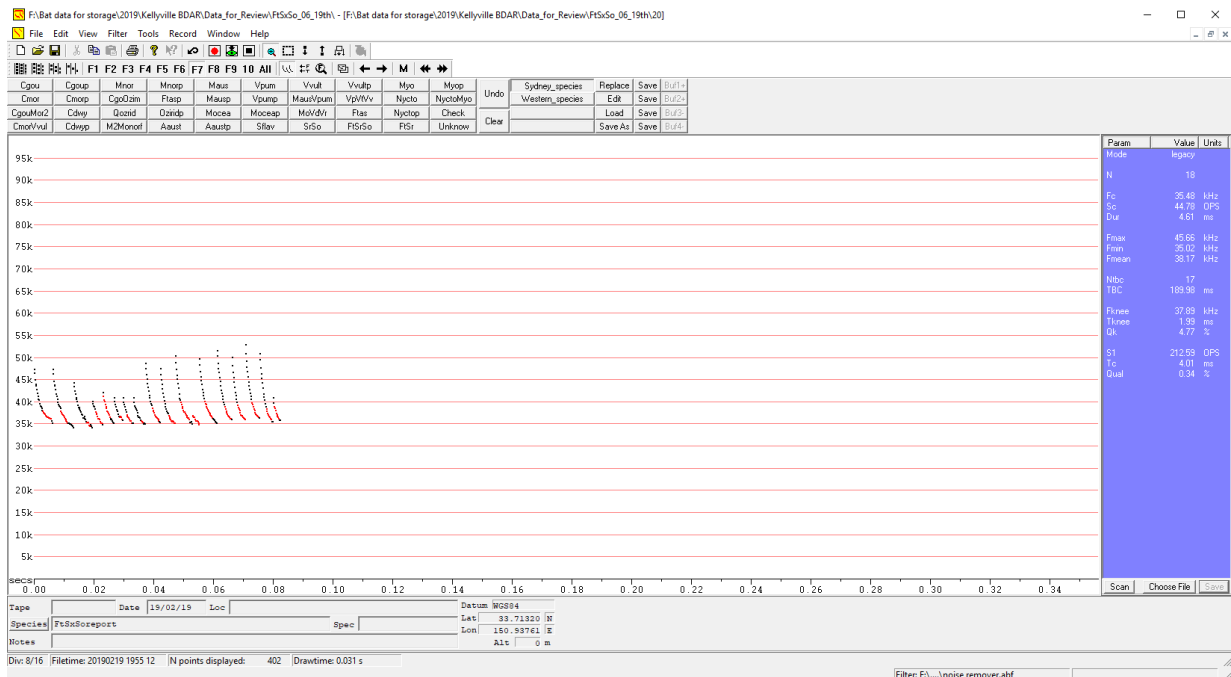 F:\Bat data for storage\2019\Kellyville BDAR\Data_for_Review\FtSxSo_06_19th\ - [F:\Bat data for storage\2019\Kellyville BDAR\Data_for_Review\FtSxSo_06_19th\20]
File Edit View Filter Tools Record Window Help
F1 F2 F3 F4 F5 F6 F7 F8 F9 10 All M
Cgou Cgoup Mnor Mnorp Maus Vpum Vvult Vvultp Myo Myop Undo Sydney_species Replace Save Buf1+
Cmor Cmorp CgoOzim Ftasp Mausp Vpump MausVpum VpVtVv Nycto NyctoMyo Western_species Edit Save Buf2+
CgouMor2 Cdwy Qozrid Oziridp Mocea Moceap MoVdVr Ftas Nyctop Check Clear Load Save Buf3-
CmorVvul Cdwyp M2Monorf Aaust Aaustp Sflav SrSo FtSrSo FtSr Unknow Save As Save Buf4-
Param Value Units
Mode legacy
N 18
Fc 35.48 kHz
Sc 44.78 OPS
Dur 4.61 ms
Fmax 45.66 kHz
Fmin 35.02 kHz
Fmean 38.17 kHz
Ntbc 17
TBC 189.98 ms
Fknee 37.89 kHz
Tknee 1.99 ms
Qk 4.77 %
S1 212.59 OPS
Tc 4.01 ms
Qual 0.34 %
95k
90k
85k
80k
75k
70k
65k
60k
55k
50k
45k
40k
35k
30k
25k
20k
15k
10k
5k
secs
0.00 0.02 0.04 0.06 0.08 0.10 0.12 0.14 0.16 0.18 0.20 0.22 0.24 0.26 0.28 0.30 0.32 0.34
Scan Choose File Save
Tape Date 19/02/19 Loc Datum WGS84
Species FtSxSoreport Spec Lat 33.71320 N
Lon 150.93761 E
Notes Alt 0 m
Div: 8/16 Filetime: 20190219 1955 12 N points displayed: 402 Drawtime: 0.031 s
Filter: F:\....\noise remover.abf